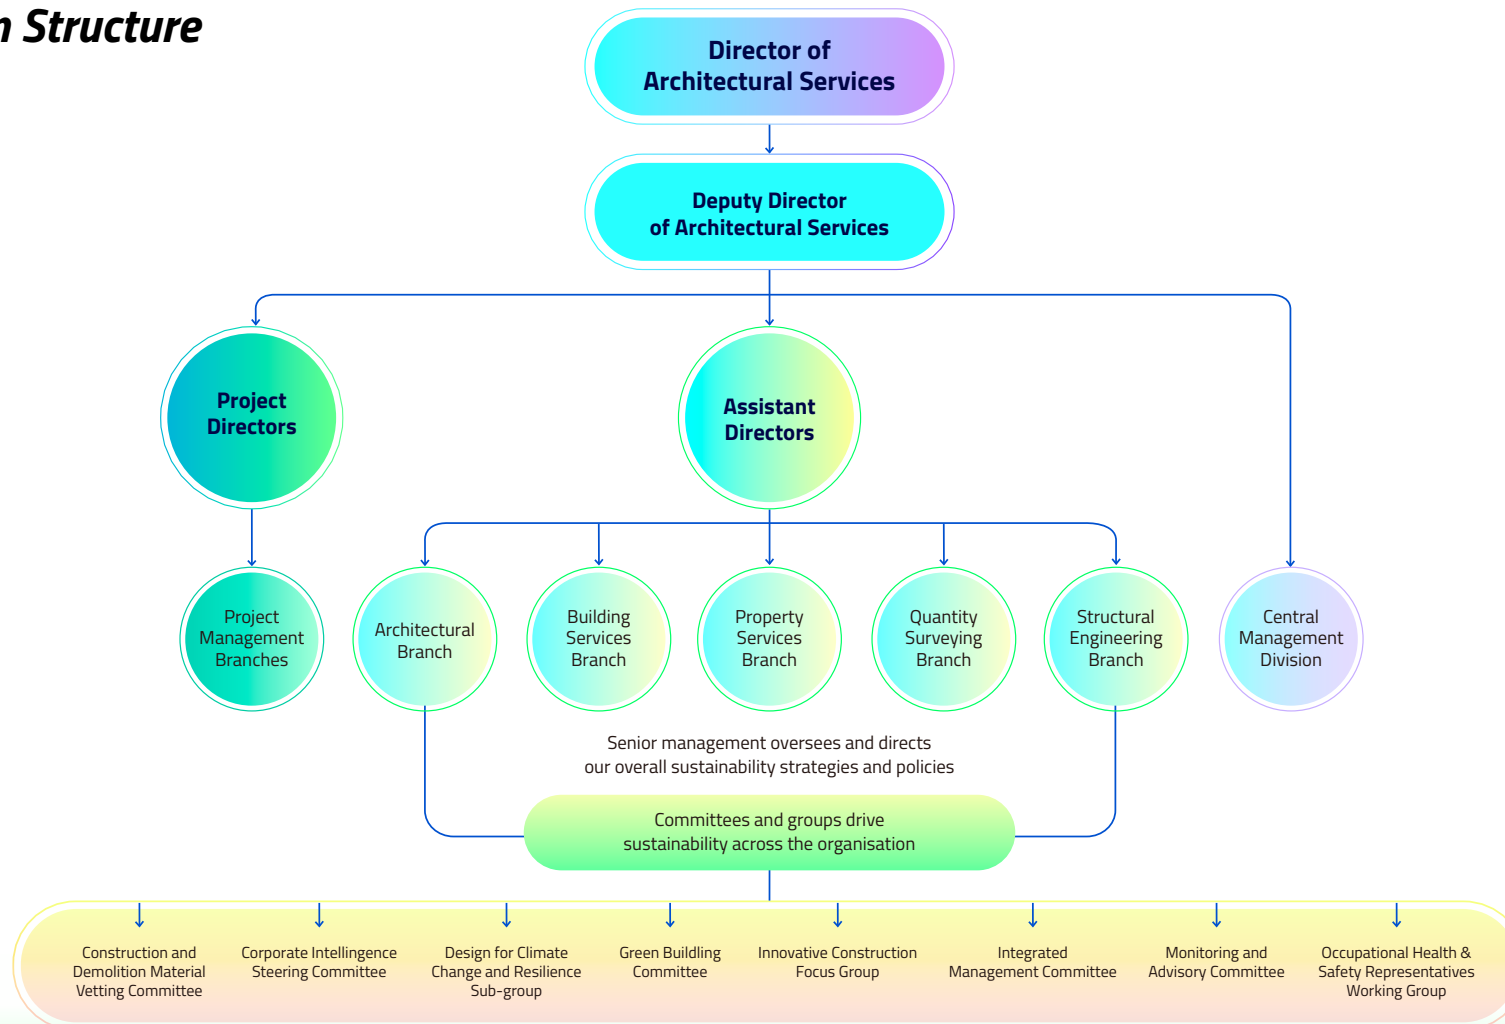 n Structure
Director of
Architectural Services
Deputy Director
of Architectural Services
Project
Directors
Assistant
Directors
Project
Management
Branches
Architectural
Branch
Building
Services
Branch
Property
Services
Branch
Quantity
Surveying
Branch
Structural
Engineering
Branch
Central
Management
Division
Senior management oversees and directs
our overall sustainability strategies and policies
Committees and groups drive
sustainability across the organisation
Construction and
Demolition Material
Vetting Committee
Corporate Intellingence
Steering Committee
Design for Climate
Change and Resilience
Sub-group
Green Buildling
Committee
Innovative Construction
Focus Group
Integrated
Management Committee
Monitoring and
Advisory Committee
Occupational Health &
Safety Representatives
Working Group